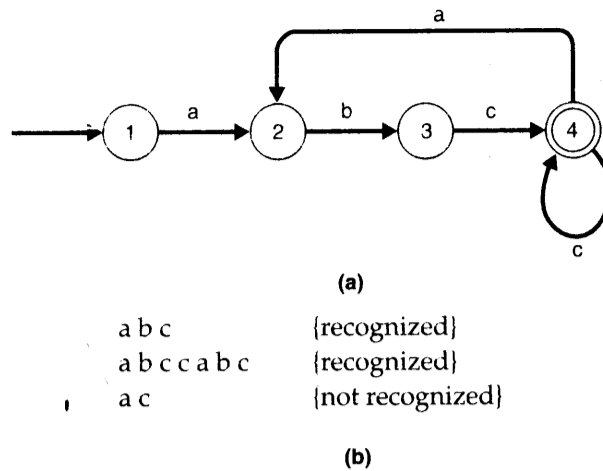 a
1 a 2 b 3 c 4
c
(a)
a b c {recognized}
a b c c a b c {recognized}
a c {not recognized}
(b)